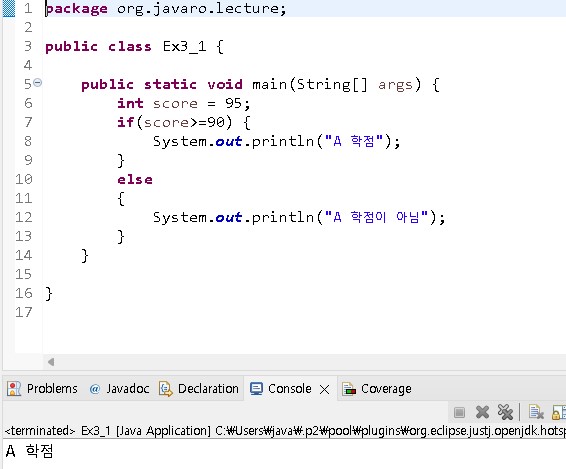 1 package org.javaro.lecture;
2
3 public class Ex3_1 {
4
5 public static void main(String[] args) {
6 int score = 95;
7 if(score>=90) {
8 System.out.println("A 학점");
9 }
10 else
11 {
12 System.out.println("A 학점이 아님");
13 }
14 }
15
16 }
17
Problems @ Javadoc Declaration Console Coverage
<terminated> Ex3_1 [Java Application] C:₩Users₩java₩.p2₩pool₩plugins₩org.eclipse.justj.openjdk.hotsp
A 학점